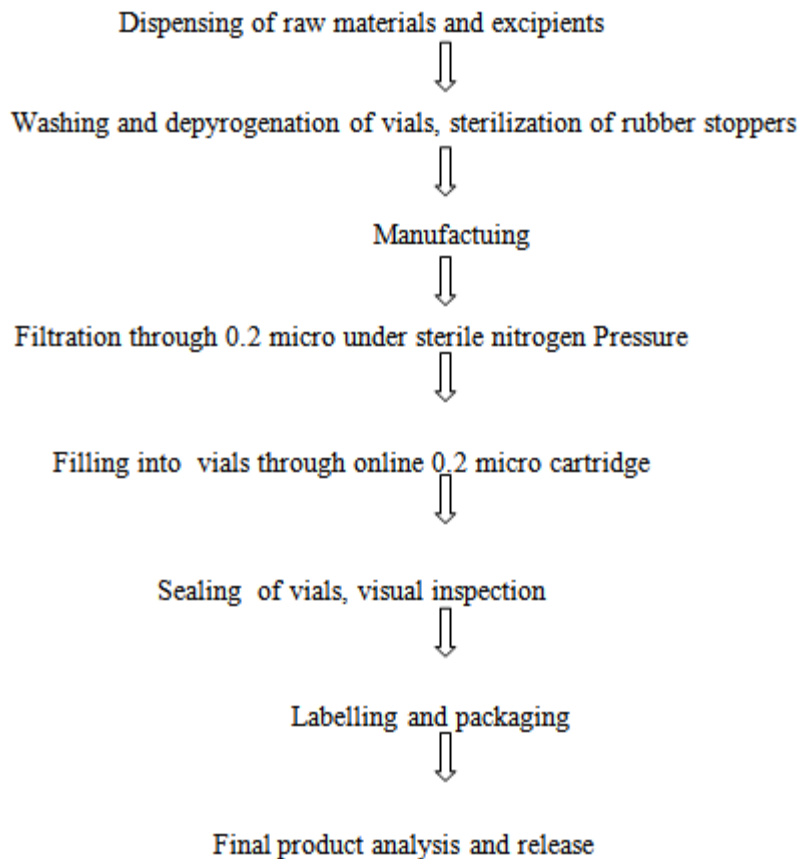 Dispensing of raw materials and excipients
Washing and depyrogenation of vials, sterilization of rubber stoppers
Manufactuing
Filtration through 0.2 micro under sterile nitrogen Pressure
Filling into vials through online 0.2 micro cartridge
Sealing of vials, visual inspection
Labelling and packaging
Final product analysis and release